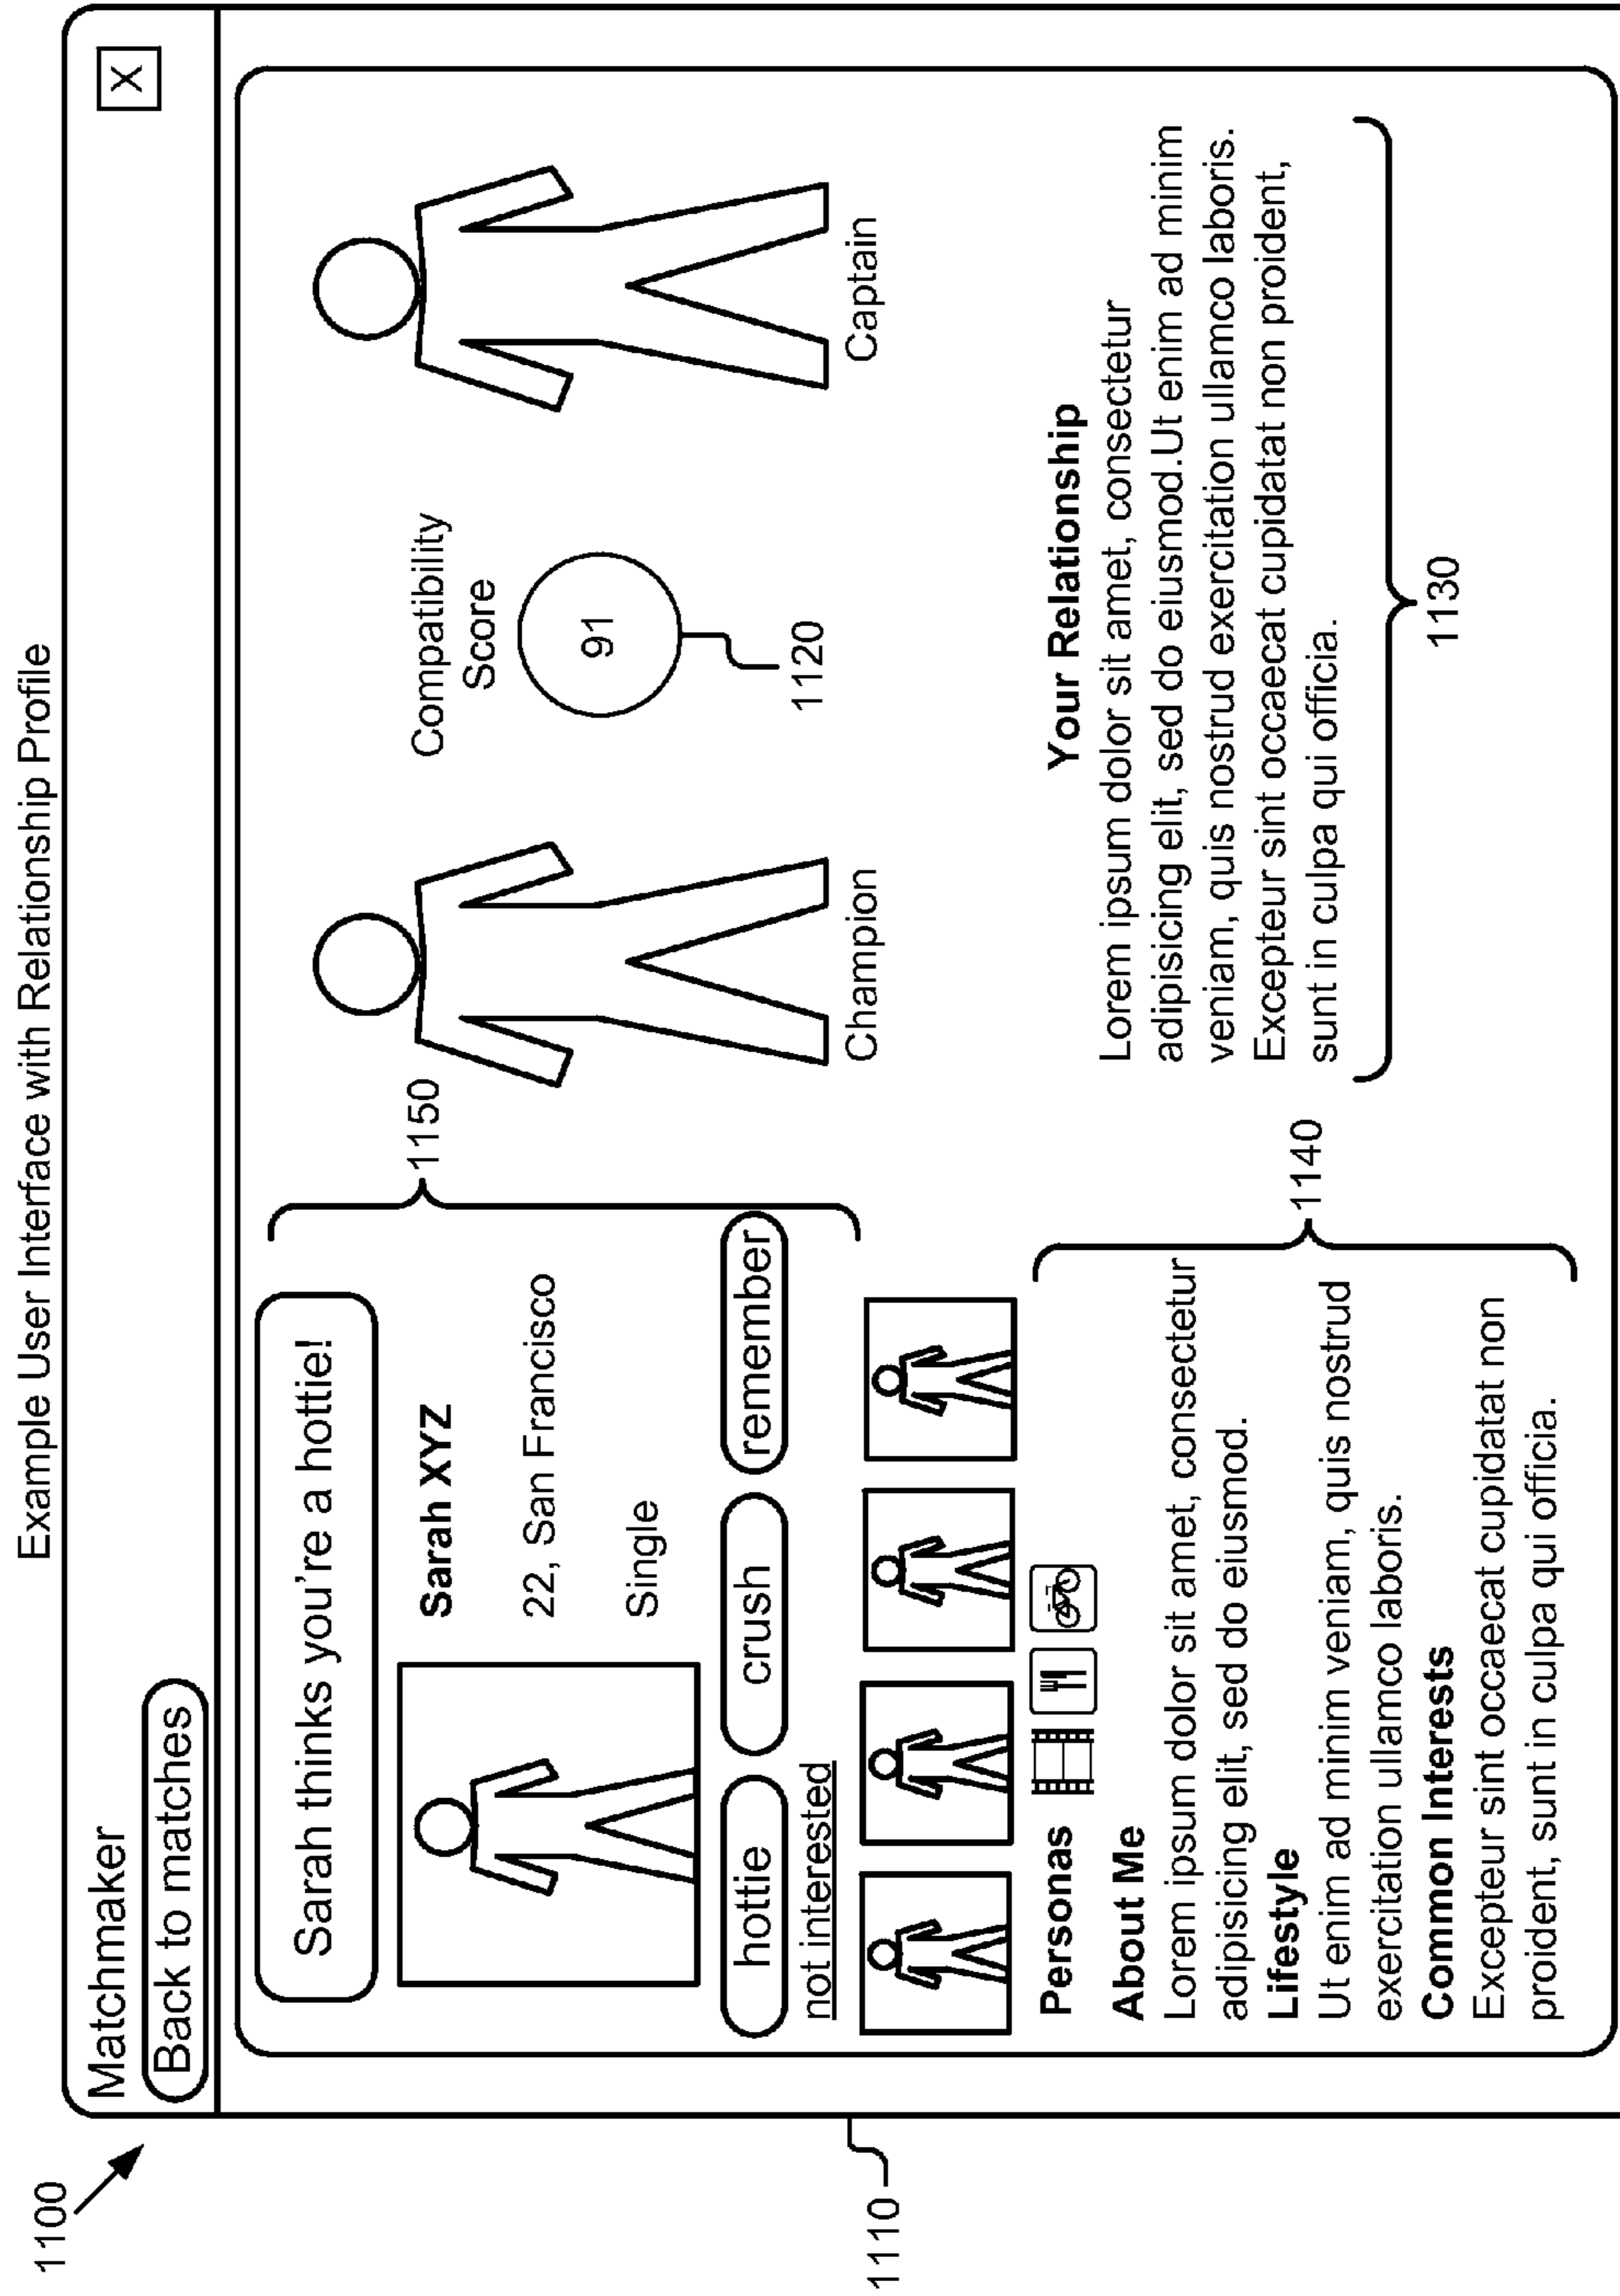 Example User Interface with Relationship Profile
1100
Matchmaker
X
Back to matches
1110
Sarah thinks you're a hottie!
Sarah XYZ
22, San Francisco
Single
hottie
crush
remember
not interested
1150
Personas
About Me
Lorem ipsum dolor sit amet, consectetur
adipisicing elit, sed do eiusmod.
Lifestyle
Ut enim ad minim veniam, quis nostrud
exercitation ullamco laboris.
Common Interests
Excepteur sint occaecat cupidatat non
proident, sunt in culpa qui officia.
1140
Champion
Compatibility
Score
91
1120
Captain
Your Relationship
Lorem ipsum dolor sit amet, consectetur
adipisicing elit, sed do eiusmod.Ut enim ad minim
veniam, quis nostrud exercitation ullamco laboris.
Excepteur sint occaecat cupidatat non proident,
sunt in culpa qui officia.
1130